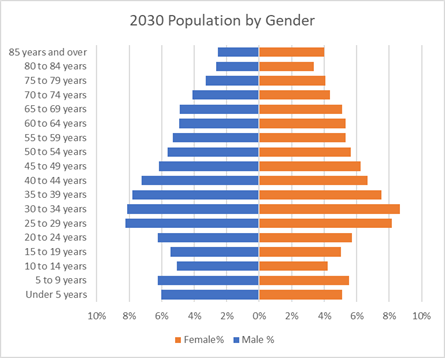 2030 Population by Gender
85 years and over
80 to 84 years
75 to 79 years
70 to 74 years
65 to 69 years
60 to 64 years
55 to 59 years
50 to 54 years
45 to 49 years
40 to 44 years
35 to 39 years
30 to 34 years
25 to 29 years
20 to 24 years
15 to 19 years
10 to 14 years
5 to 9 years
Under 5 years
10% 8% 6% 4% 2% 0% 2% 4% 6% 8% 10%
Female% Male %